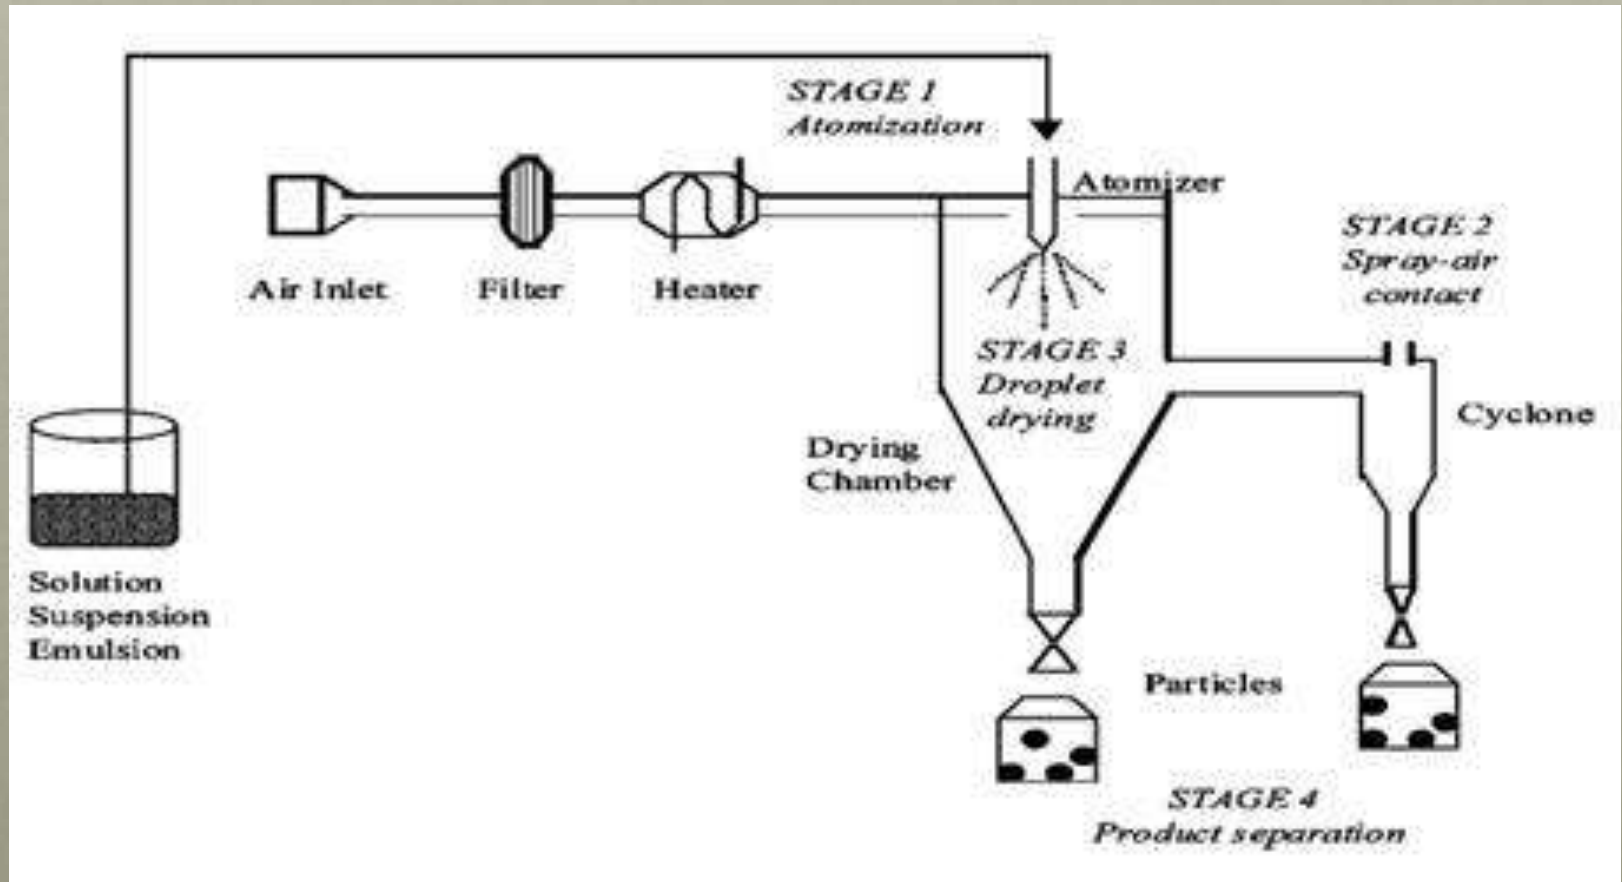 STAGE 1
Atomization
Atomizer
Air Inlet
Filter
Heater
STAGE 2
Spray-air
contact
STAGE 3
Droplet
drying
Cyclone
Drying
Chamber
Solution
Suspension
Emulsion
Particles
STAGE 4
Product separation